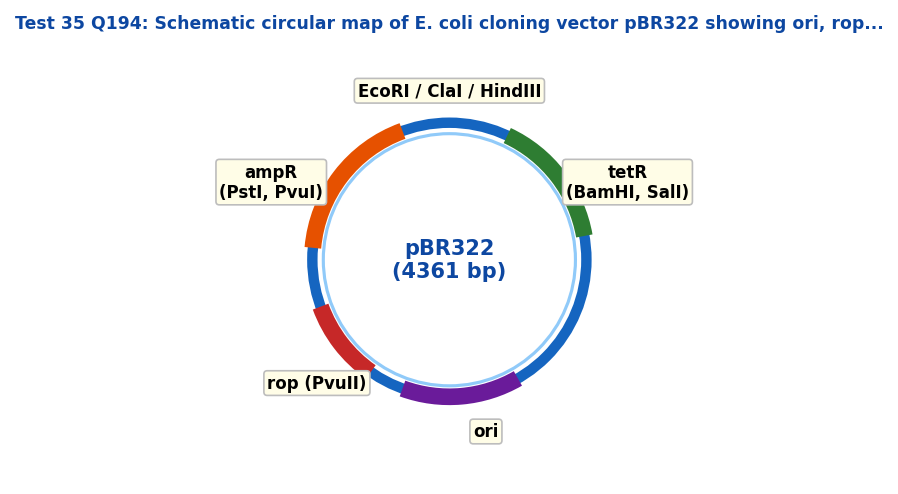 Test 35 Q194: Schematic circular map of E. coli cloning vector pBR322 showing ori, rop...
EcoRI / ClaI / HindIII
ampR
(PstI, PvuI)
tetR
(BamHI, SalI)
pBR322
(4361 bp)
rop (PvuII)
ori